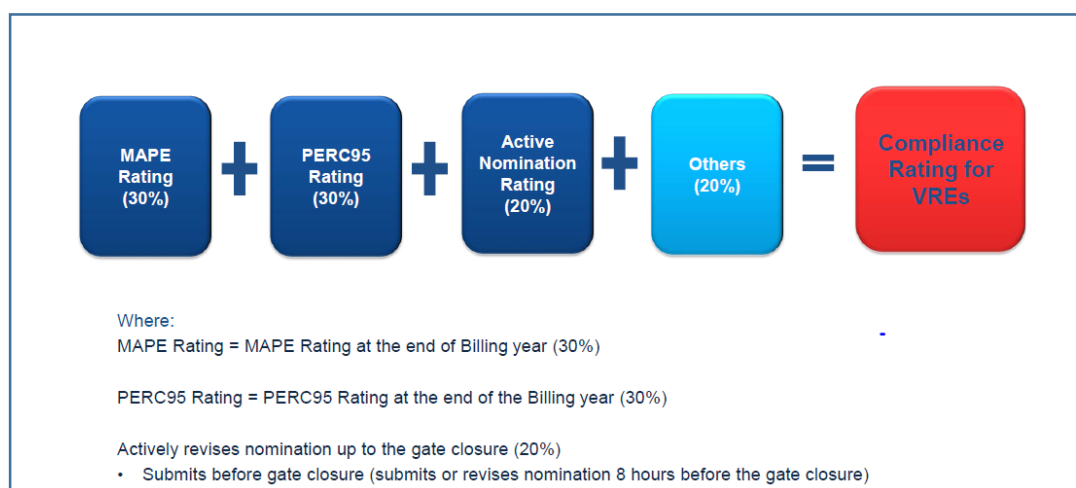 MAPE
Rating
(30%)
+
PERC95
Rating
(30%)
+
Active
Nomination
Rating
(20%)
+
Others
(20%)
=
Compliance
Rating for
VREs
Where:
MAPE Rating = MAPE Rating at the end of Billing year (30%)
PERC95 Rating = PERC95 Rating at the end of the Billing year (30%)
Actively revises nomination up to the gate closure (20%)
• Submits before gate closure (submits or revises nomination 8 hours before the gate closure)